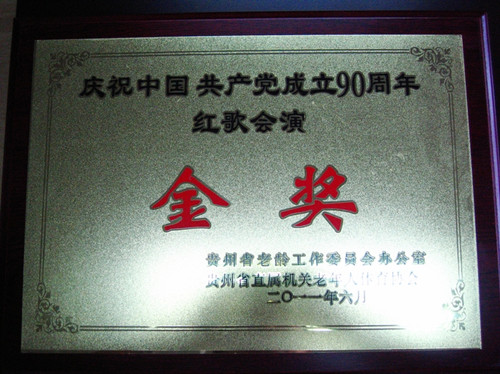 庆祝中国共产党成立90周年
红歌会演
金奖
贵州省老龄工作委员会办公室
贵州省直属机关老年人体育协会
二〇一一年六月